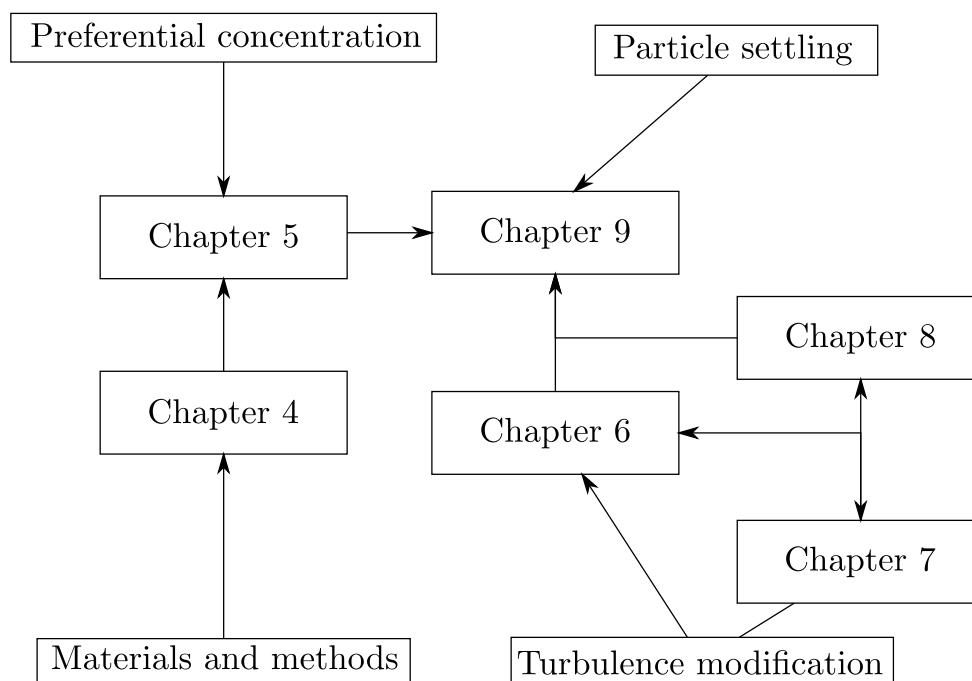 Preferential concentration
Particle settling
Chapter 5
Chapter 9
Chapter 8
Chapter 4
Chapter 6
Chapter 7
Materials and methods
Turbulence modification